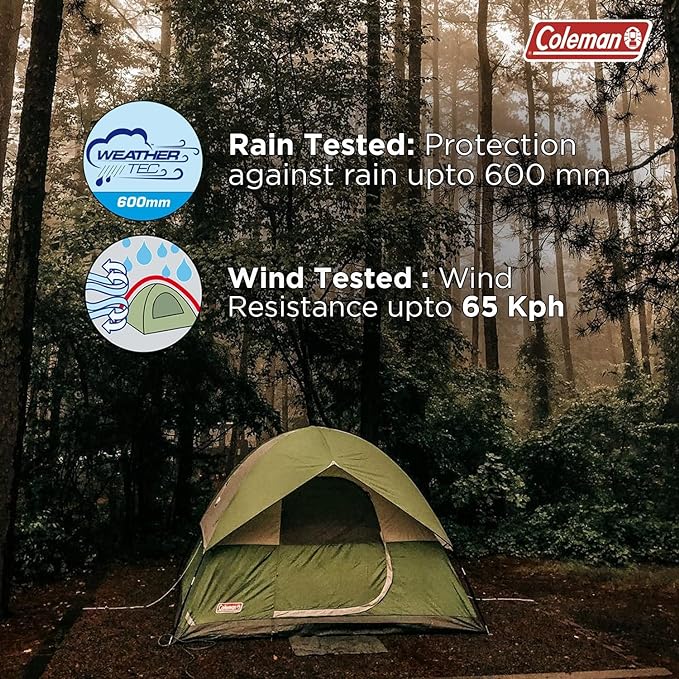 Coleman
WEATHER
TEC
600mm
Rain Tested: Protection
against rain upto 600 mm
Wind Tested : Wind
Resistance upto 65 Kph
Coleman